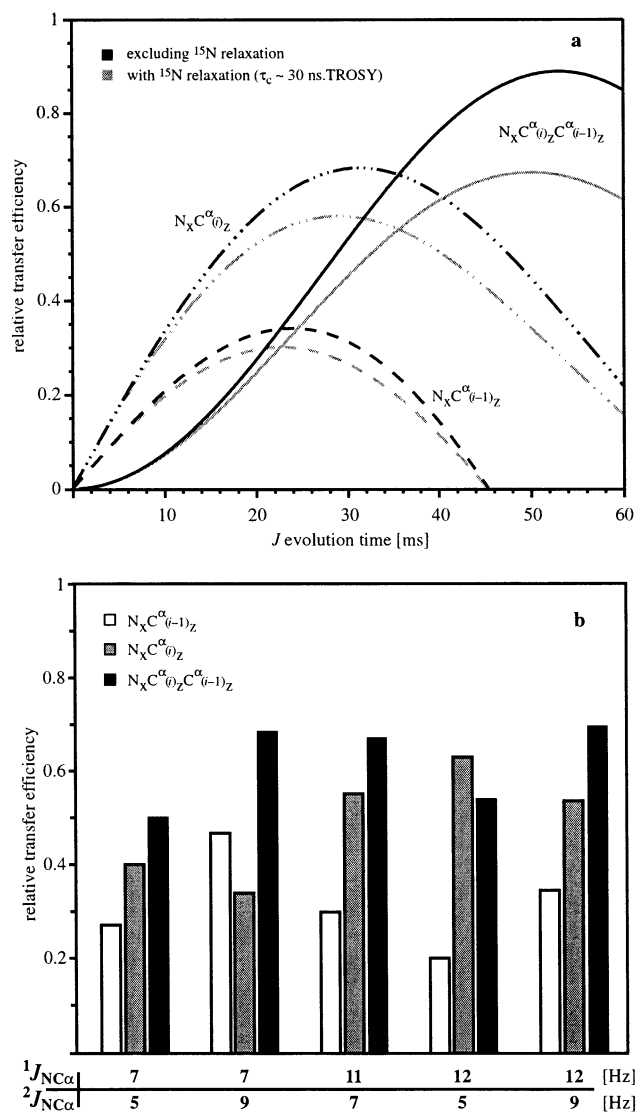 a
excluding ¹⁵N relaxation
with ¹⁵N relaxation (τc ~ 30 ns.TROSY)
NXCα(i)ZCα(i−1)Z
NXCα(i)Z
NXCα(i−1)Z
relative transfer efficiency
1
0.8
0.6
0.4
0.2
0
10 20 30 40 50 60
J evolution time [ms]
b
NXCα(i−1)Z
NXCα(i)Z
NXCα(i)ZCα(i−1)Z
relative transfer efficiency
1
0.8
0.6
0.4
0.2
¹JNCα 7 7 11 12 12 [Hz]
²JNCα 5 9 7 5 9 [Hz]